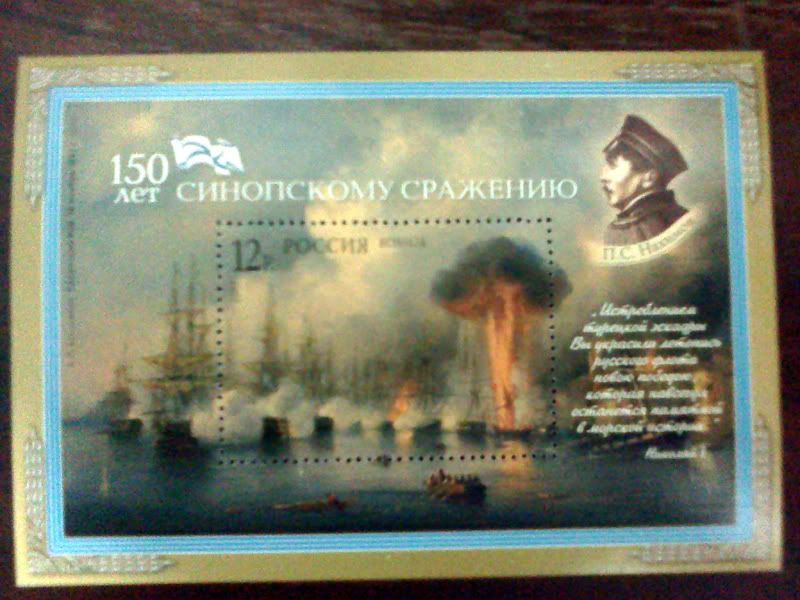 150
лет
СИНОПСКОМУ СРАЖЕНИЮ
12р. РОССИЯ ROSSIJA
П.С. Нахимов
„Истреблением
турецкой эскадры
Вы украсили летопись
русского флота
новою победою,
которая навсегда
останется памятной
в морской истории."
Николай I.